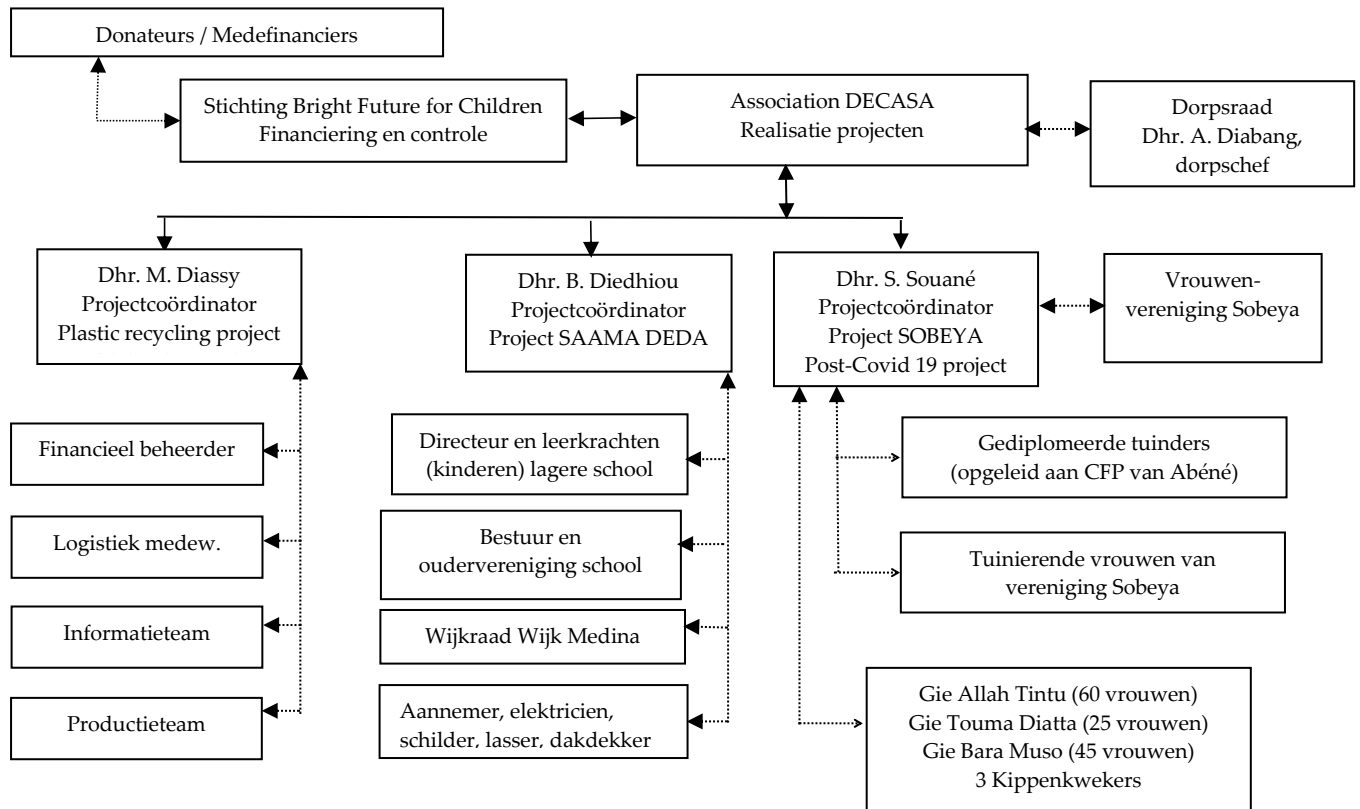 Donateurs / Medefinanciers
Stichting Bright Future for Children
Financiering en controle
Association DECASA
Realisatie projecten
Dorpsraad
Dhr. A. Diabang,
dorpschef
Dhr. M. Diassy
Projectcoördinator
Plastic recycling project
Dhr. B. Diedhiou
Projectcoördinator
Project SAAMA DEDA
Dhr. S. Souané
Projectcoördinator
Project SOBEYA
Post-Covid 19 project
Vrouwen-
vereniging Sobeya
Financieel beheerder
Logistiek medew.
Informatieteam
Productieteam
Directeur en leerkrachten
(kinderen) lagere school
Bestuur en
oudervereniging school
Wijkraad Wijk Medina
Aannemer, elektricien,
schilder, lasser, dakdekker
Gediplomeerde tuinders
(opgeleid aan CFP van Abéné)
Tuinierende vrouwen van
vereniging Sobeya
Gie Allah Tintu (60 vrouwen)
Gie Touma Diatta (25 vrouwen)
Gie Bara Muso (45 vrouwen)
3 Kippenkwekers